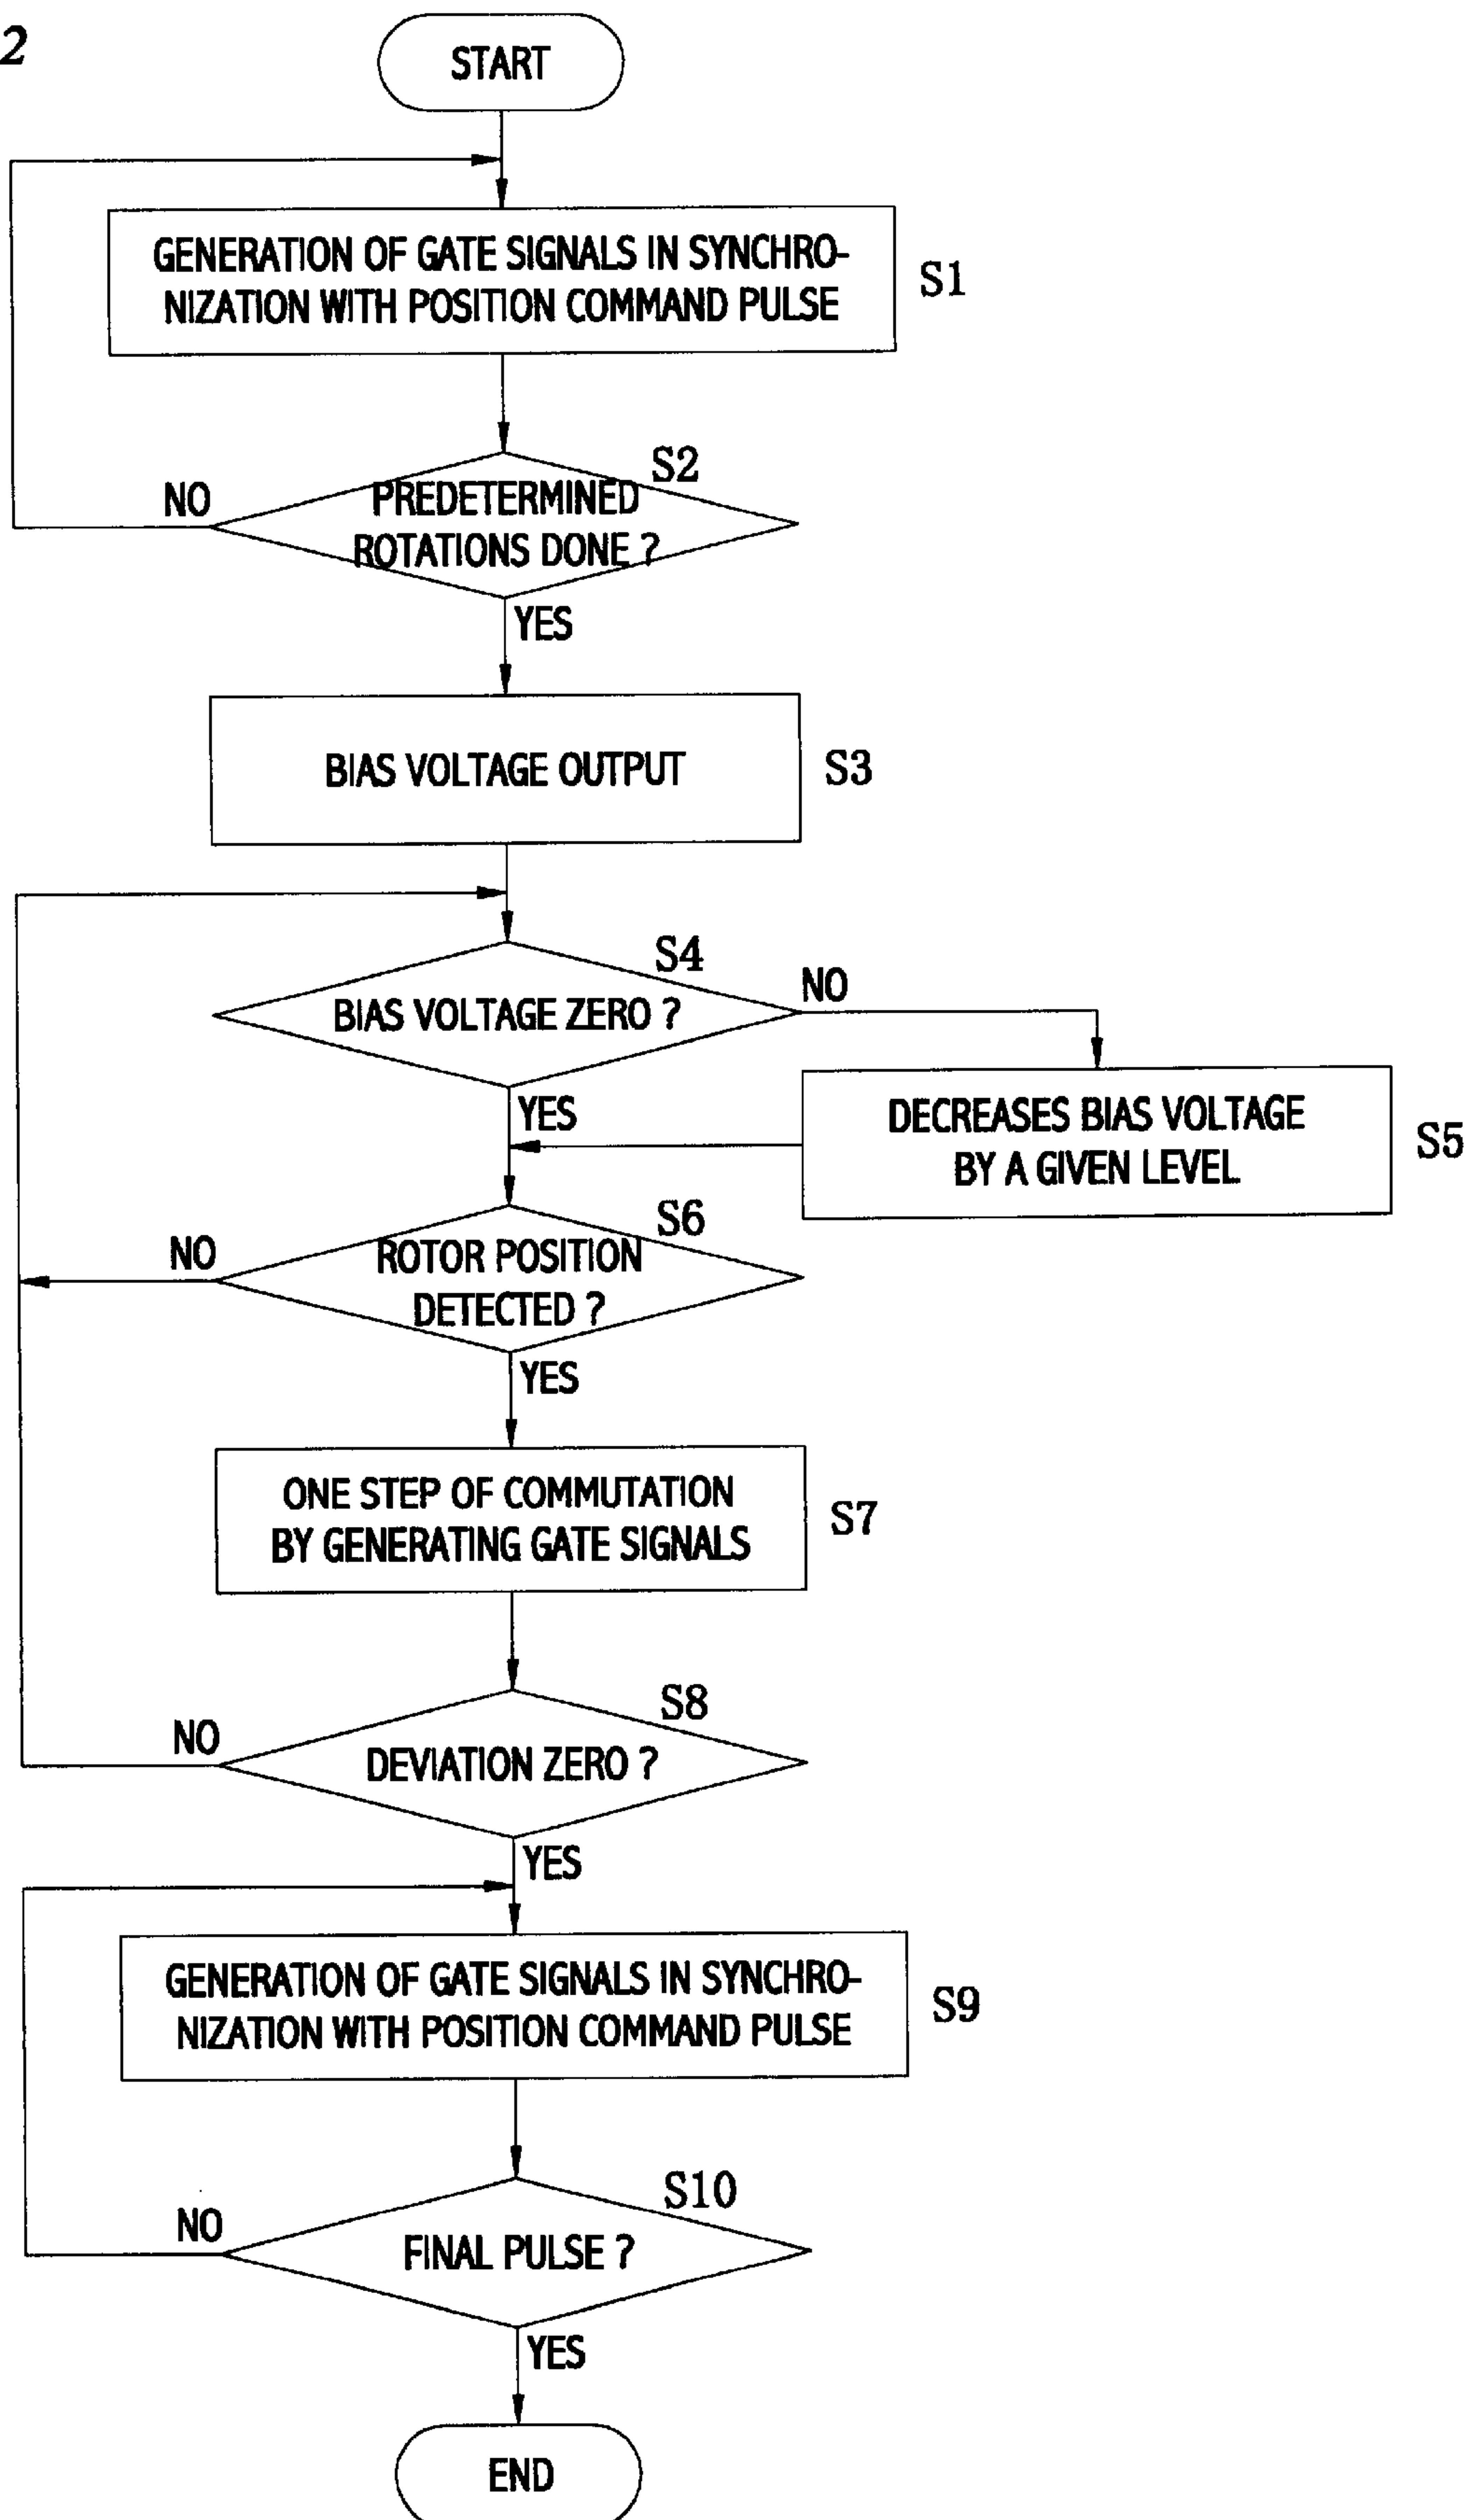 2
START
GENERATION OF GATE SIGNALS IN SYNCHRO-
NIZATION WITH POSITION COMMAND PULSE
S1
S2
NO
PREDETERMINED
ROTATIONS DONE ?
YES
BIAS VOLTAGE OUTPUT
S3
S4
NO
BIAS VOLTAGE ZERO ?
YES
DECREASES BIAS VOLTAGE
BY A GIVEN LEVEL
S5
S6
NO
ROTOR POSITION
DETECTED ?
YES
ONE STEP OF COMMUTATION
BY GENERATING GATE SIGNALS
S7
S8
NO
DEVIATION ZERO ?
YES
GENERATION OF GATE SIGNALS IN SYNCHRO-
NIZATION WITH POSITION COMMAND PULSE
S9
S10
NO
FINAL PULSE ?
YES
END